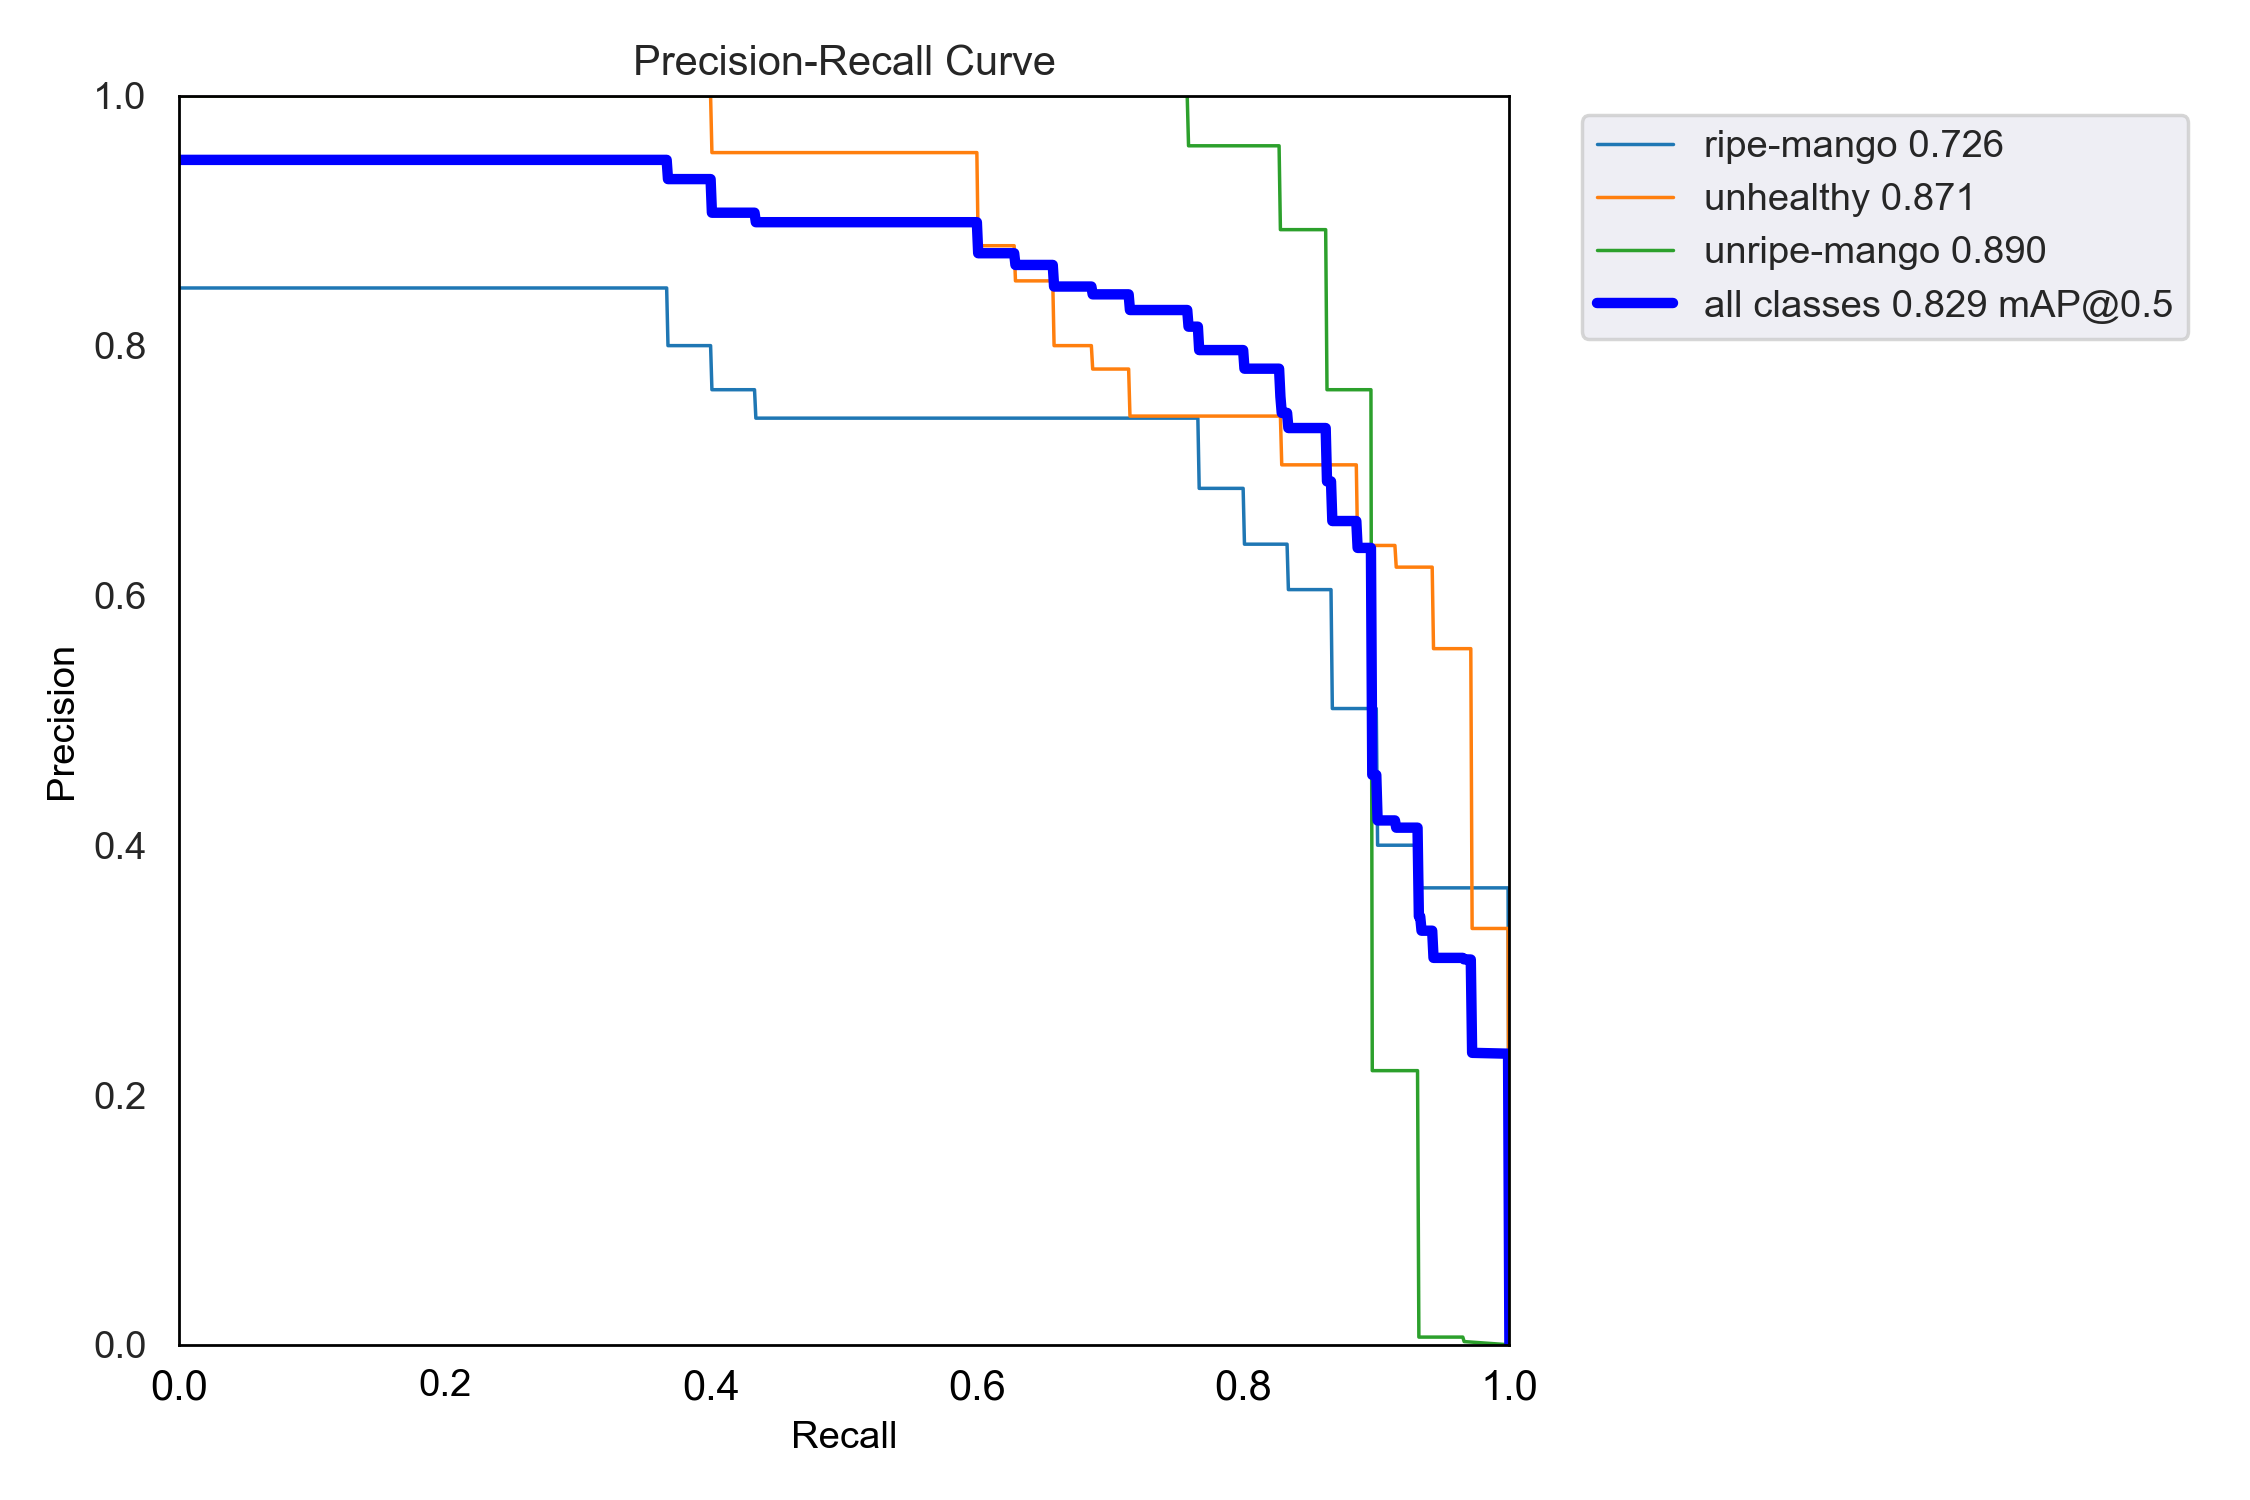 Precision-Recall Curve
1.0
0.8
0.6
0.4
0.2
0.0
Precision
0.0 0.2 0.4 0.6 0.8 1.0
Recall
ripe-mango 0.726
unhealthy 0.871
unripe-mango 0.890
all classes 0.829 mAP@0.5